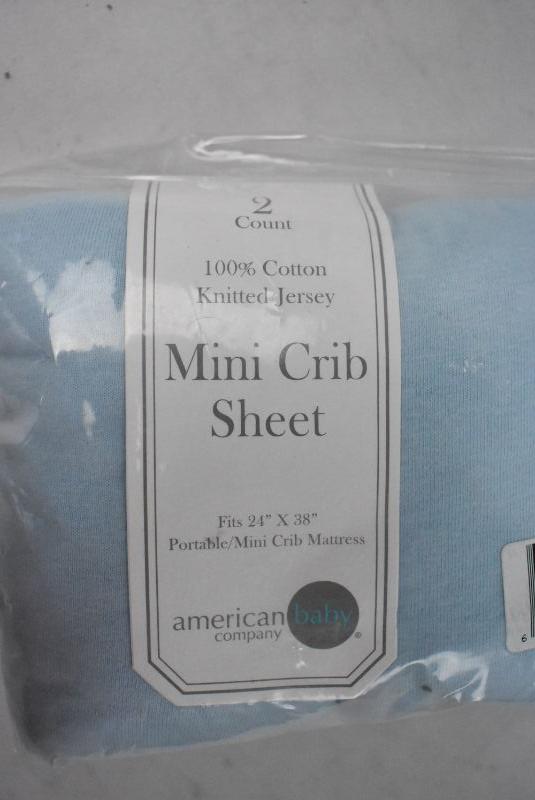 2
Count
100% Cotton
Knitted Jersey
Mini Crib
Sheet
Fits 24" X 38"
Portable/Mini Crib Mattress
american baby
company ®
6